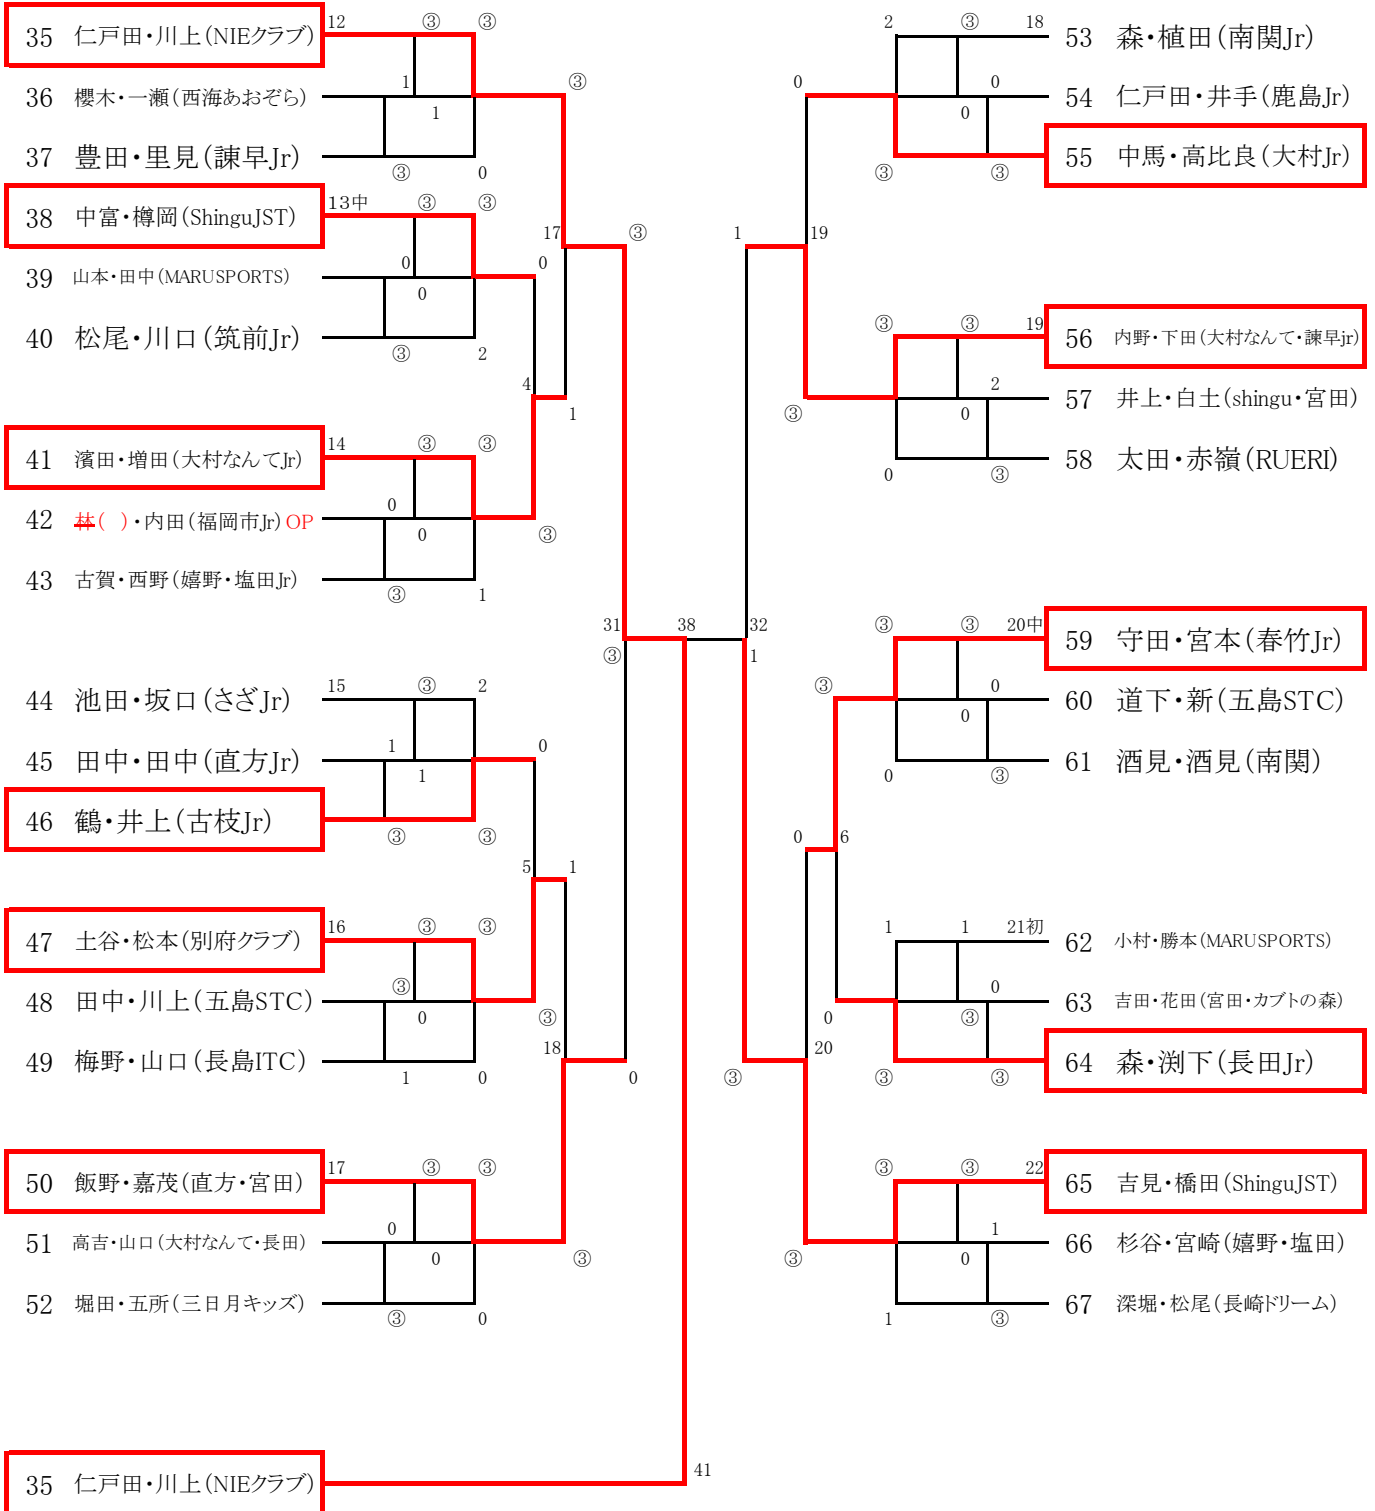 35 仁戸田・川上(NIEクラブ) 12 ③ ③
36 櫻木・一瀬(西海あおぞら) 1 1 ③
37 豊田・里見(諫早Jr) ③ 0
38 中富・樽岡(ShinguJST) 13中 ③ ③
17 ③
39 山本・田中(MARUSPORTS) 0 0 0
40 松尾・川口(筑前Jr) ③ 2
4 1
41 濱田・増田(大村なんてJr) 14 ③ ③
42 林( )・内田(福岡市Jr) OP 0 0 ③
43 古賀・西野(嬉野・塩田Jr) ③ 1
31 38 32
③ 1
44 池田・坂口(さざJr) 15 ③ 2
45 田中・田中(直方Jr) 1 1 0
46 鶴・井上(古枝Jr) ③ ③
5 1
47 土谷・松本(別府クラブ) 16 ③ ③
48 田中・川上(五島STC) ③ 0 ③
49 梅野・山口(長島ITC) 1 0
18 0
50 飯野・嘉茂(直方・宮田) 17 ③ ③
51 高吉・山口(大村なんて・長田) 0 0 ③
52 堀田・五所(三日月キッズ) ③ 0
35 仁戸田・川上(NIEクラブ) 41
2 ③ 18 53 森・植田(南関Jr)
0 0 0 54 仁戸田・井手(鹿島Jr)
③ ③ 55 中馬・高比良(大村Jr)
1 19
③ ③ 19 56 内野・下田(大村なんて・諫早jr)
③ 0 2 57 井上・白土(shingu・宮田)
0 ③ 58 太田・赤嶺(RUERI)
③ ③ 20中 59 守田・宮本(春竹Jr)
③ 0 0 60 道下・新(五島STC)
0 ③ 61 酒見・酒見(南関)
0 6
1 1 21初 62 小村・勝本(MARUSPORTS)
0 ③ 0 63 吉田・花田(宮田・カブトの森)
③ ③ 64 森・渕下(長田Jr)
③ 20
③ ③ 22 65 吉見・橋田(ShinguJST)
③ 0 1 66 杉谷・宮崎(嬉野・塩田)
1 ③ 67 深堀・松尾(長崎ドリーム)